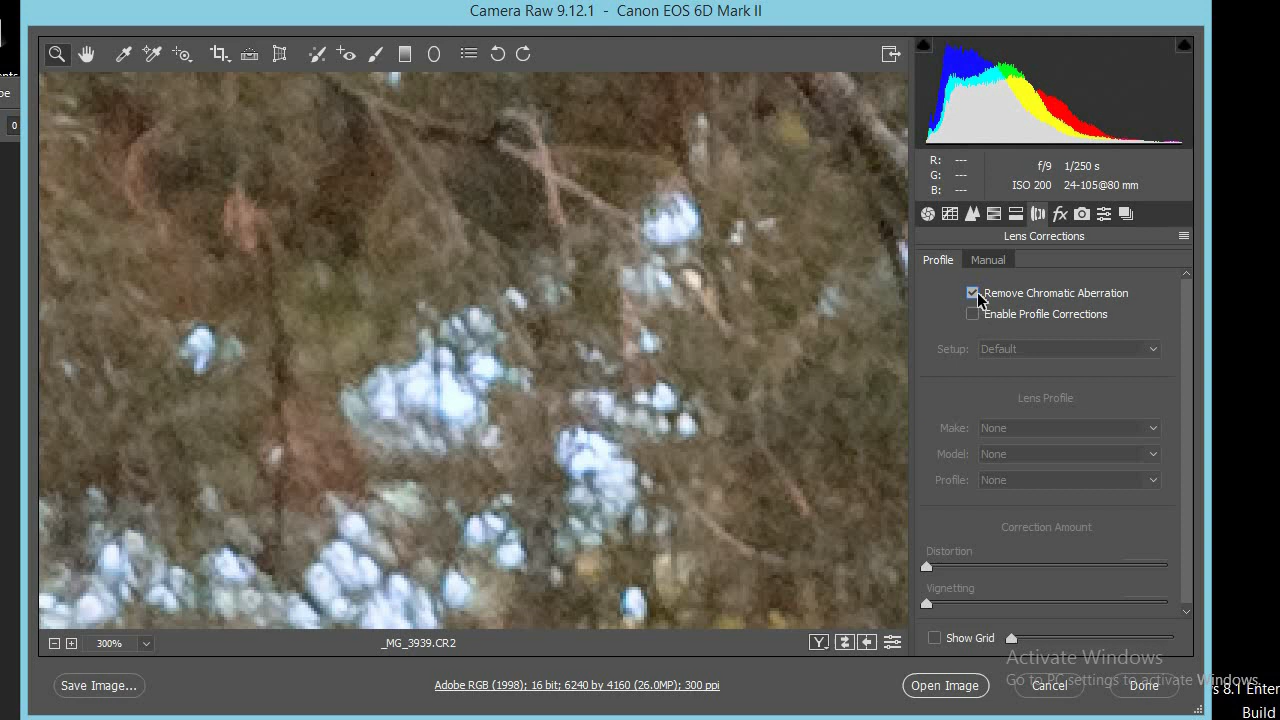 Camera Raw 9.12.1 - Canon EOS 6D Mark II
R: ---
G: ---
B: ---
f/9 1/250 s
ISO 200 24-105@80 mm
fx
Lens Corrections
Profile Manual
Remove Chromatic Aberration
Enable Profile Corrections
Setup: Default
Lens Profile
Make: None
Model: None
Profile: None
Correction Amount
Distortion
Vignetting
0
300%
_MG_3939.CR2
Y
Show Grid
Activate Windows
Go to PC settings to activate Windows.
Save Image...
Adobe RGB (1998); 16 bit; 6240 by 4160 (26.0MP); 300 ppi
Open Image
Cancel
Done
8.1 Enter
Build